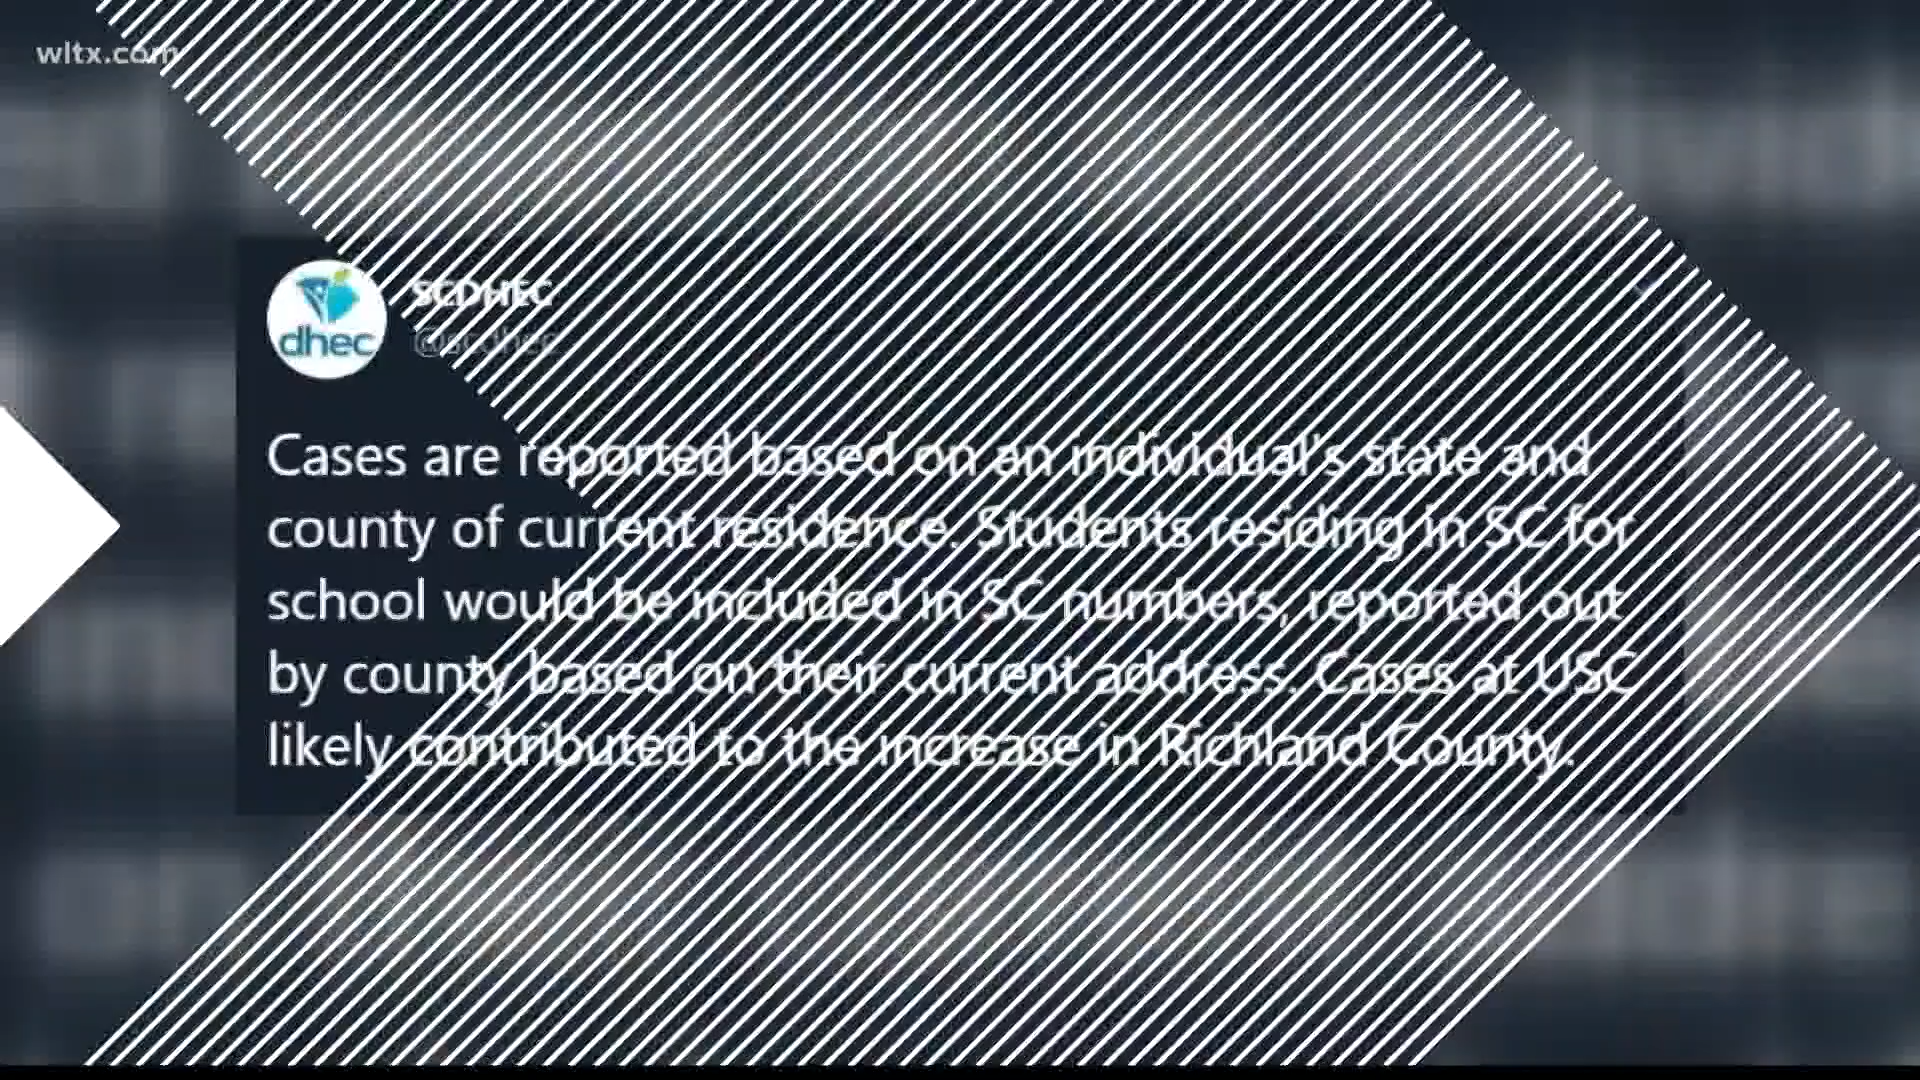 wltx.com
SCDHEC
dhec
@scdhec
Cases are reported based on an individual's state and
county of current residence. Students residing in SC for
school would be included in SC numbers, reported out
by county based on their current address. Cases at USC
likely contributed to the increase in Richland County.